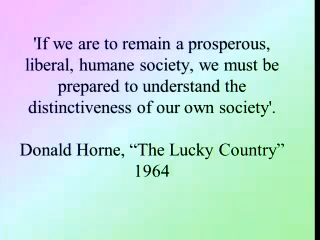 'If we are to remain a prosperous,
liberal, humane society, we must be
prepared to understand the
distinctiveness of our own society'.
Donald Horne, “The Lucky Country”
1964